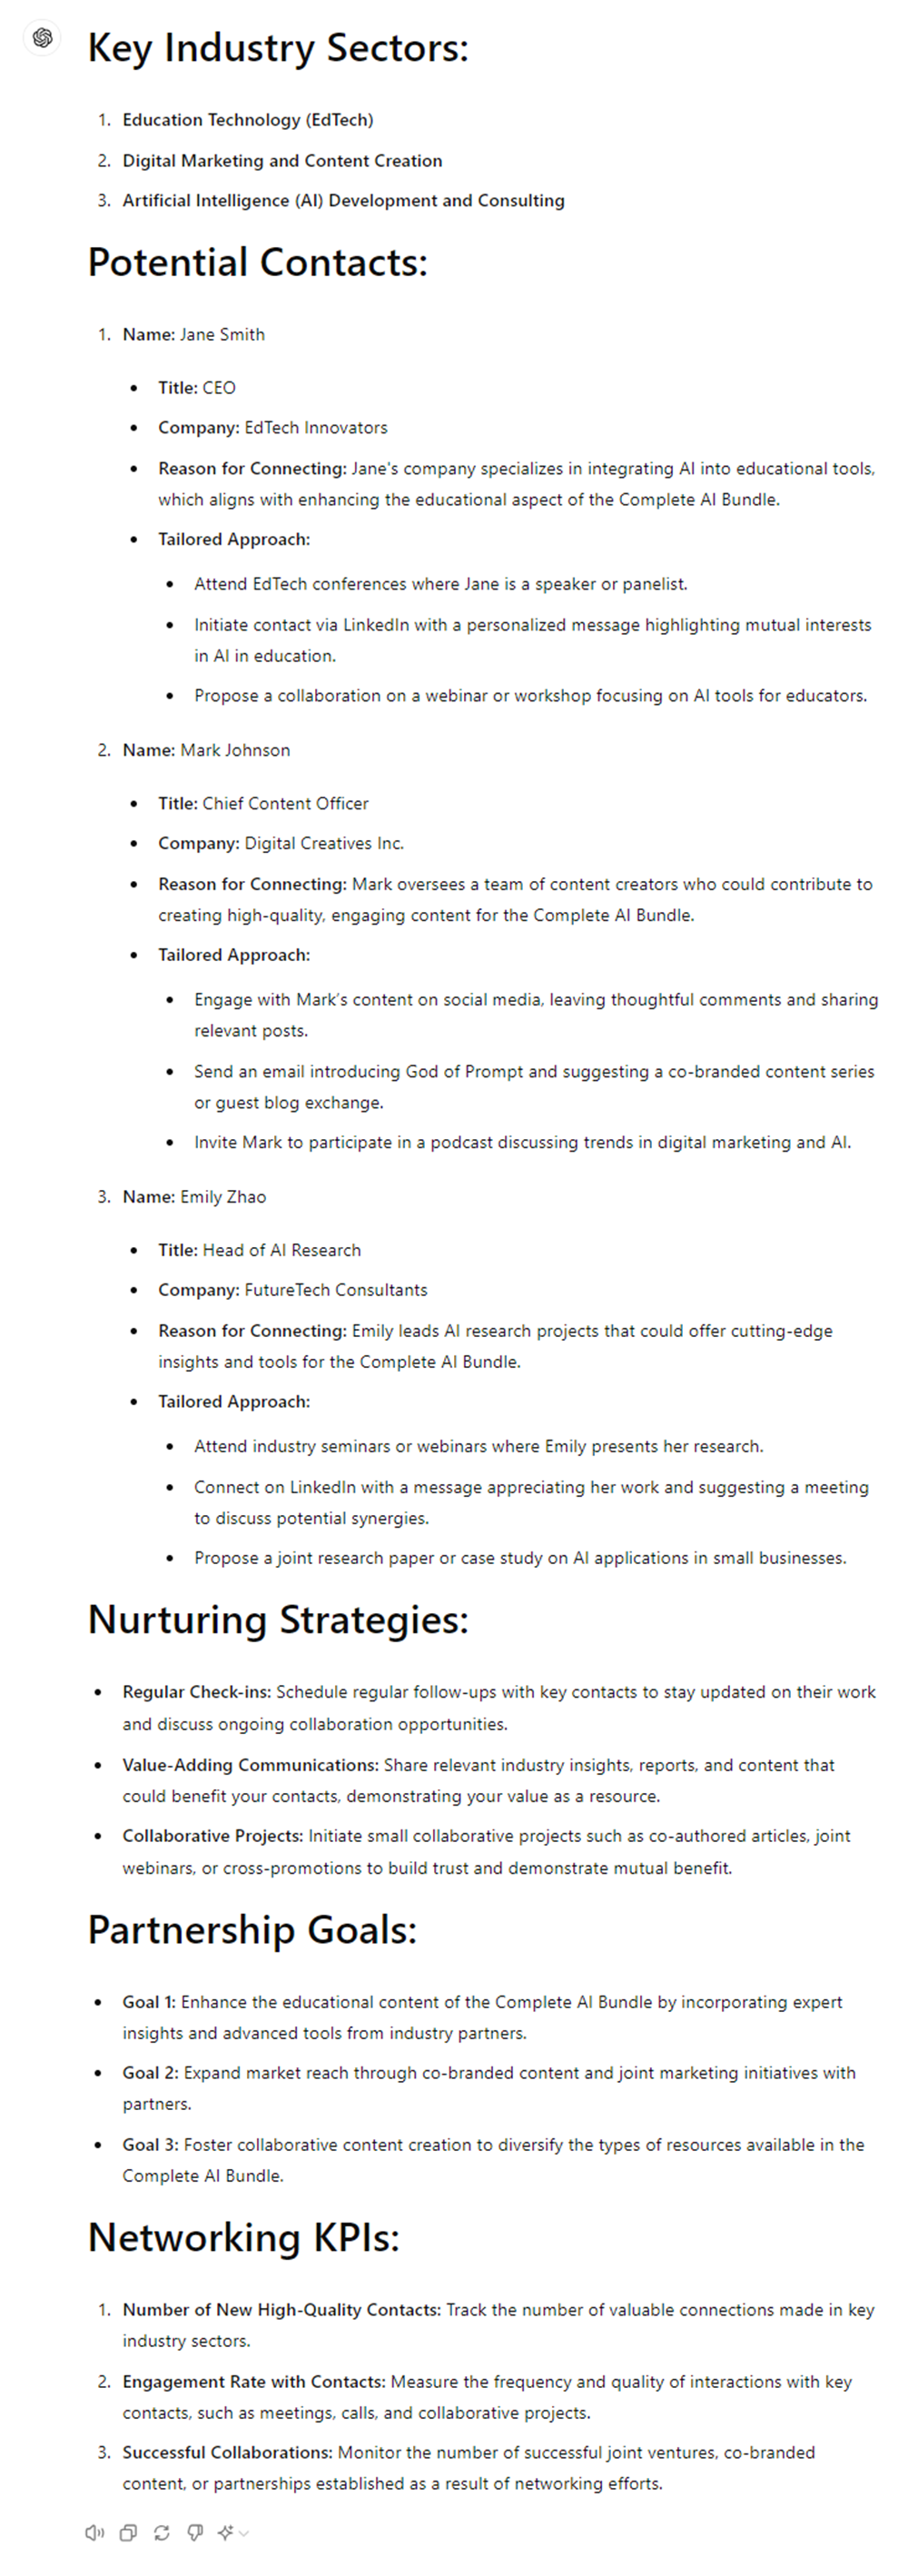 Key Industry Sectors:
1. Education Technology (EdTech)
2. Digital Marketing and Content Creation
3. Artificial Intelligence (AI) Development and Consulting
Potential Contacts:
1. Name: Jane Smith
• Title: CEO
• Company: EdTech Innovators
• Reason for Connecting: Jane's company specializes in integrating AI into educational tools,
which aligns with enhancing the educational aspect of the Complete AI Bundle.
• Tailored Approach:
• Attend EdTech conferences where Jane is a speaker or panelist.
• Initiate contact via LinkedIn with a personalized message highlighting mutual interests
in AI in education.
• Propose a collaboration on a webinar or workshop focusing on AI tools for educators.
2. Name: Mark Johnson
• Title: Chief Content Officer
• Company: Digital Creatives Inc.
• Reason for Connecting: Mark oversees a team of content creators who could contribute to
creating high-quality, engaging content for the Complete AI Bundle.
• Tailored Approach:
• Engage with Mark's content on social media, leaving thoughtful comments and sharing
relevant posts.
• Send an email introducing God of Prompt and suggesting a co-branded content series
or guest blog exchange.
• Invite Mark to participate in a podcast discussing trends in digital marketing and AI.
3. Name: Emily Zhao
• Title: Head of AI Research
• Company: FutureTech Consultants
• Reason for Connecting: Emily leads AI research projects that could offer cutting-edge
insights and tools for the Complete AI Bundle.
• Tailored Approach:
• Attend industry seminars or webinars where Emily presents her research.
• Connect on LinkedIn with a message appreciating her work and suggesting a meeting
to discuss potential synergies.
• Propose a joint research paper or case study on AI applications in small businesses.
Nurturing Strategies:
• Regular Check-ins: Schedule regular follow-ups with key contacts to stay updated on their work
and discuss ongoing collaboration opportunities.
• Value-Adding Communications: Share relevant industry insights, reports, and content that
could benefit your contacts, demonstrating your value as a resource.
• Collaborative Projects: Initiate small collaborative projects such as co-authored articles, joint
webinars, or cross-promotions to build trust and demonstrate mutual benefit.
Partnership Goals:
• Goal 1: Enhance the educational content of the Complete AI Bundle by incorporating expert
insights and advanced tools from industry partners.
• Goal 2: Expand market reach through co-branded content and joint marketing initiatives with
partners.
• Goal 3: Foster collaborative content creation to diversify the types of resources available in the
Complete AI Bundle.
Networking KPIs:
1. Number of New High-Quality Contacts: Track the number of valuable connections made in key
industry sectors.
2. Engagement Rate with Contacts: Measure the frequency and quality of interactions with key
contacts, such as meetings, calls, and collaborative projects.
3. Successful Collaborations: Monitor the number of successful joint ventures, co-branded
content, or partnerships established as a result of networking efforts.